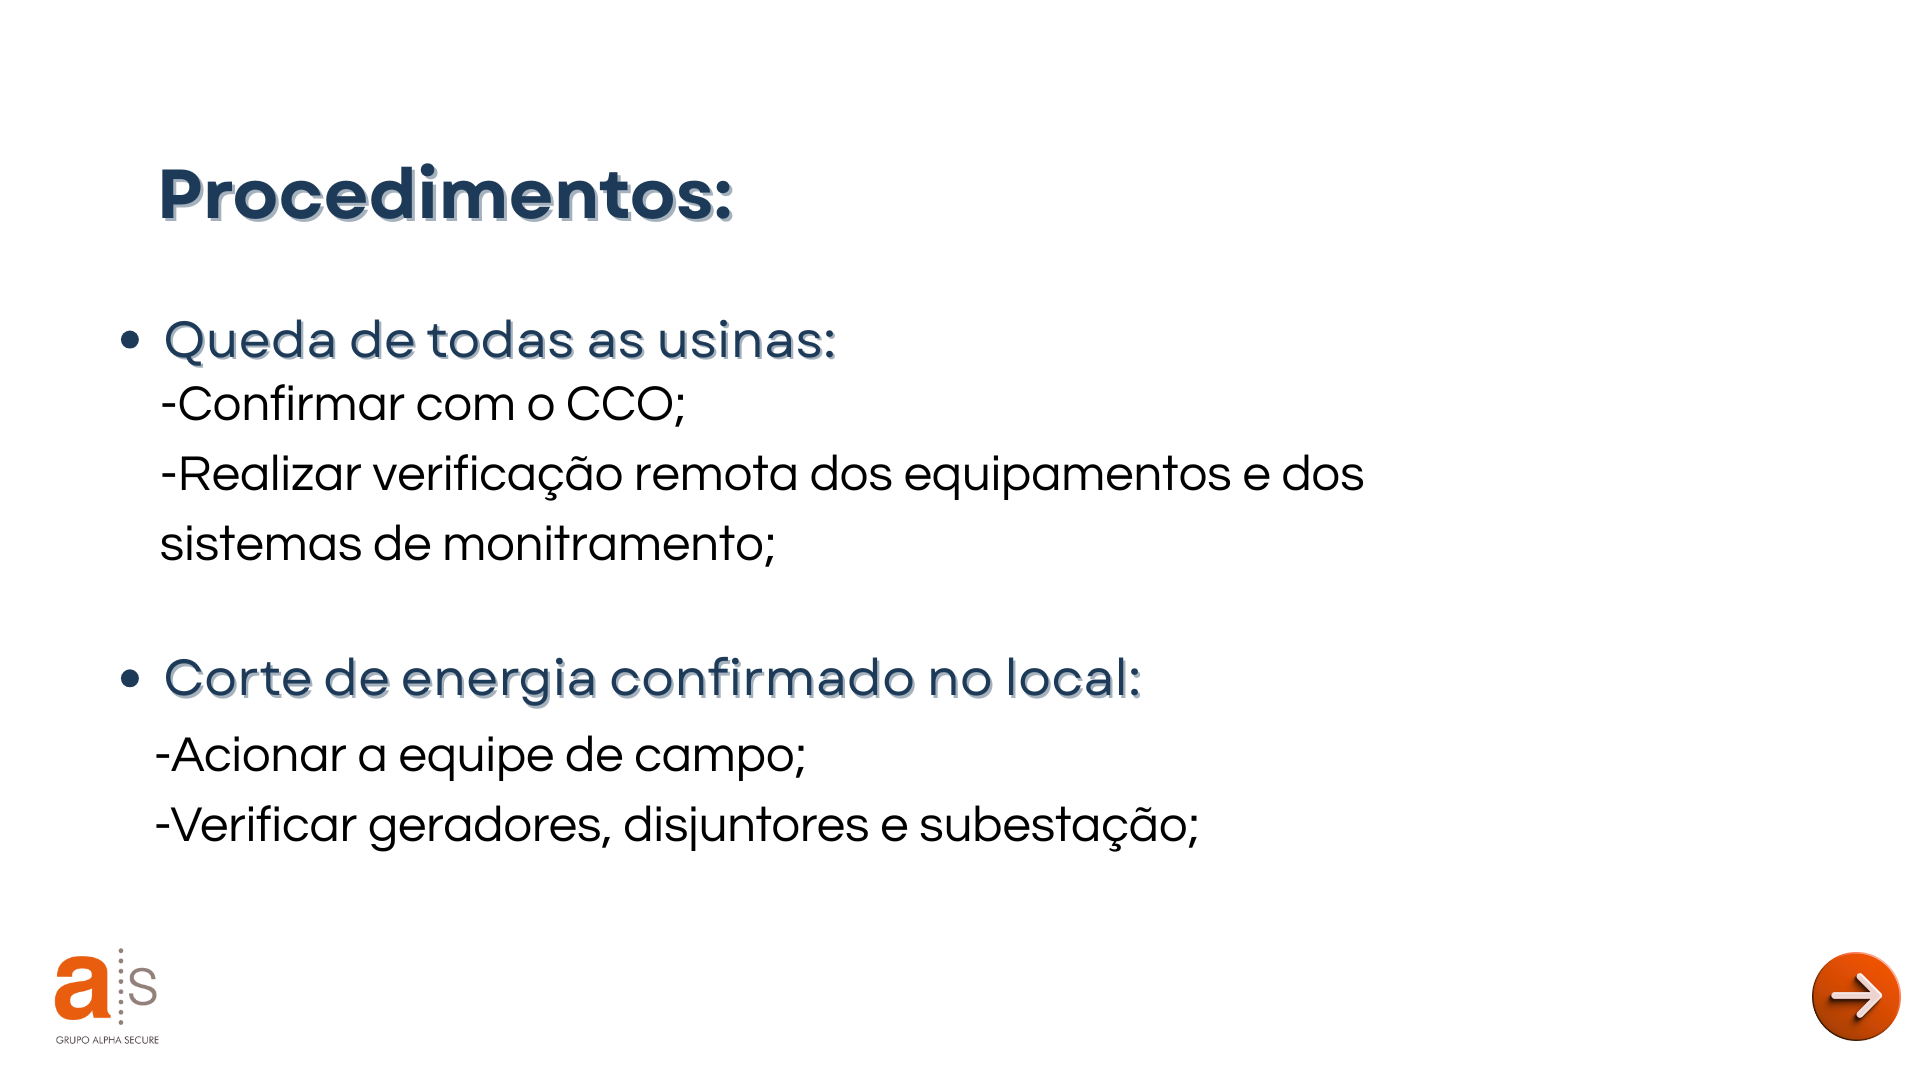 Procedimentos:
• Queda de todas as usinas:
-Confirmar com o CCO;
-Realizar verificação remota dos equipamentos e dos
sistemas de monitramento;
• Corte de energia confirmado no local:
-Acionar a equipe de campo;
-Verificar geradores, disjuntores e subestação;
a s
GRUPO ALPHA SECURE